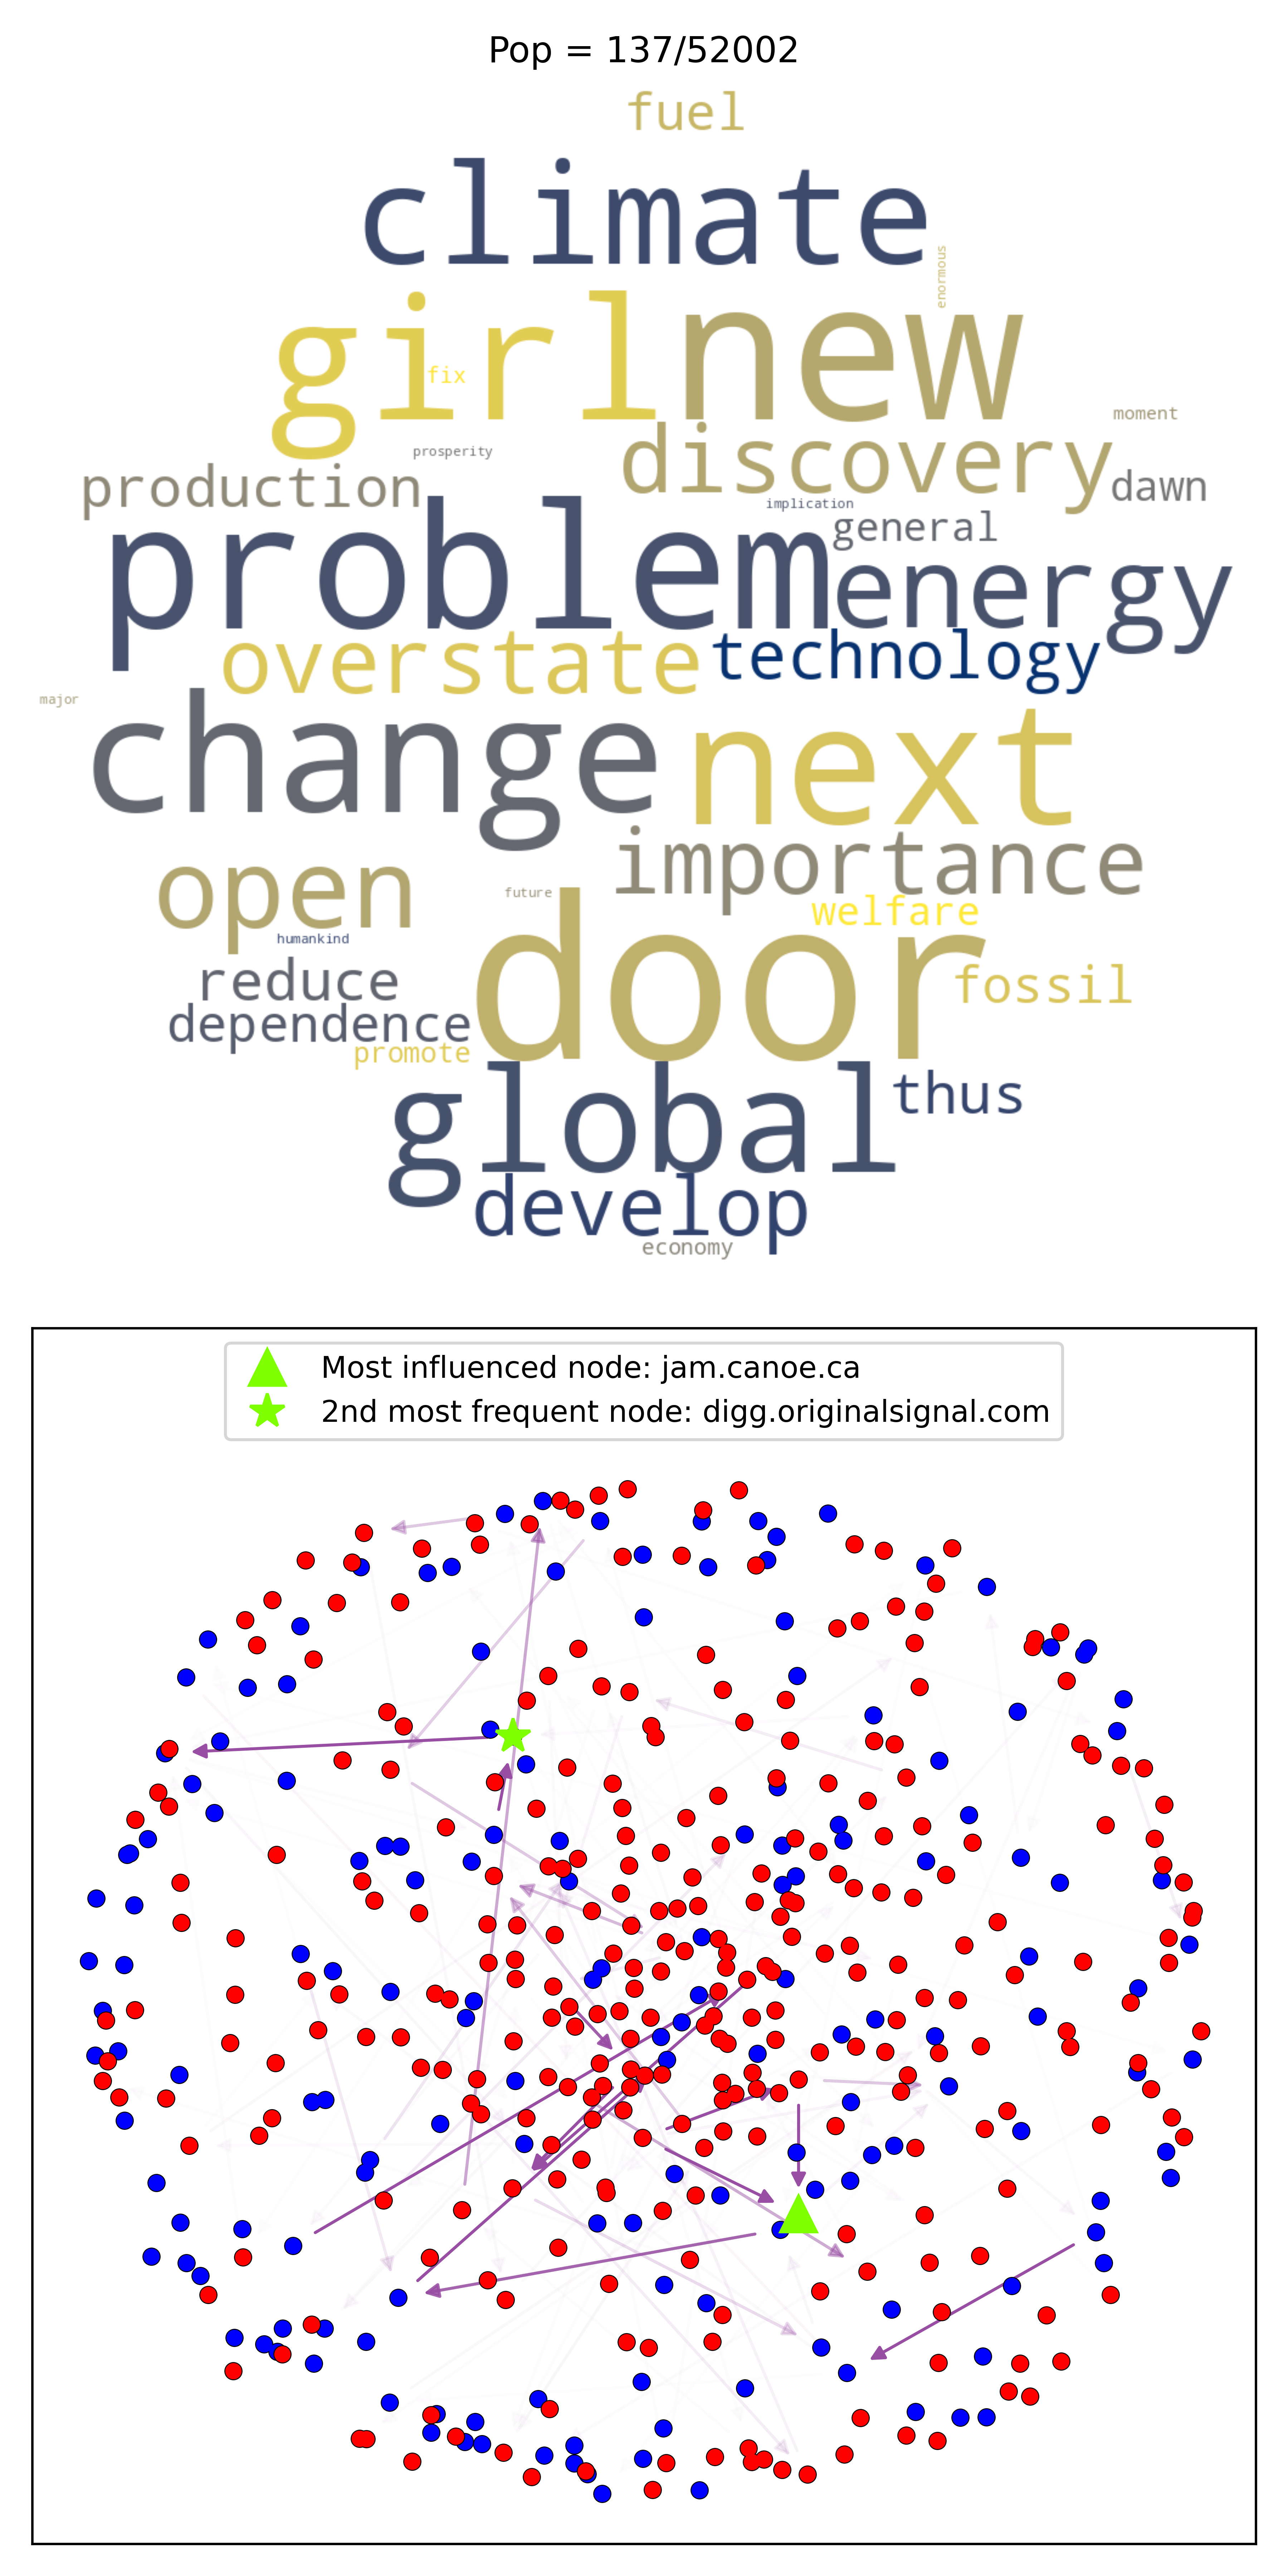 Pop = 137/52002
fuel
climate
enormous
girl new
fix
moment
prosperity
discovery
production
dawn
implication
general
problem
energy
overstate
technology
major
change
next
importance
open
future
welfare
humankind
door
reduce
fossil
dependence
promote
global
thus
develop
economy
Most influenced node: jam.canoe.ca
2nd most frequent node: digg.originalsignal.com